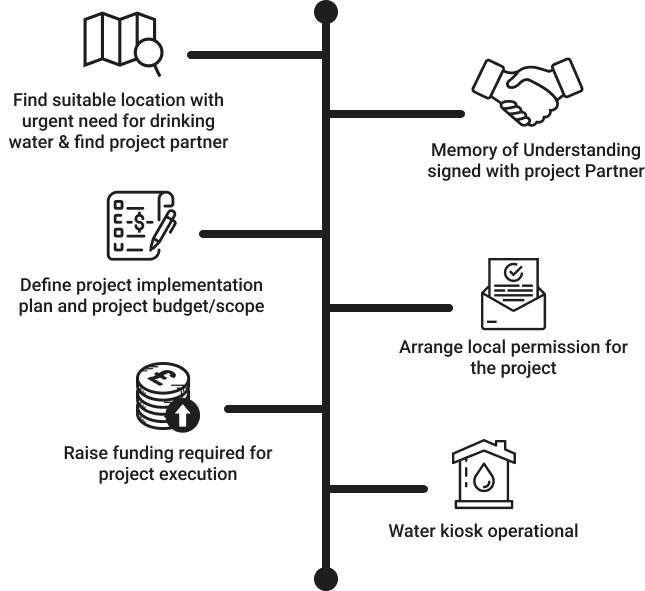 Find suitable location with
urgent need for drinking
water & find project partner
Memory of Understanding
signed with project Partner
$
Define project implementation
plan and project budget/scope
Arrange local permission for
the project
£
Raise funding required for
project execution
Water kiosk operational